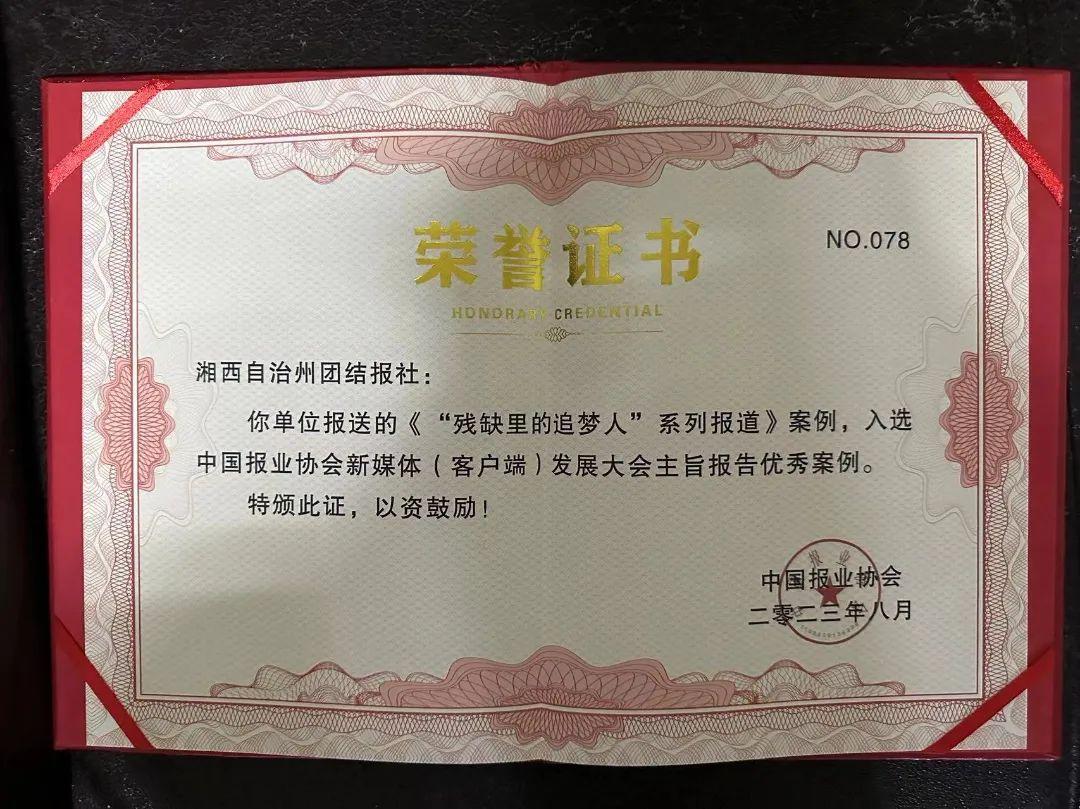 荣誉证书
NO.078
HONORARY CREDENTIAL
湘西自治州团结报社：
你单位报送的《“残缺里的追梦人”系列报道》案例，入选
中国报业协会新媒体（客户端）发展大会主旨报告优秀案例。
特颁此证，以资鼓励！
中国报业协会
二零二三年八月